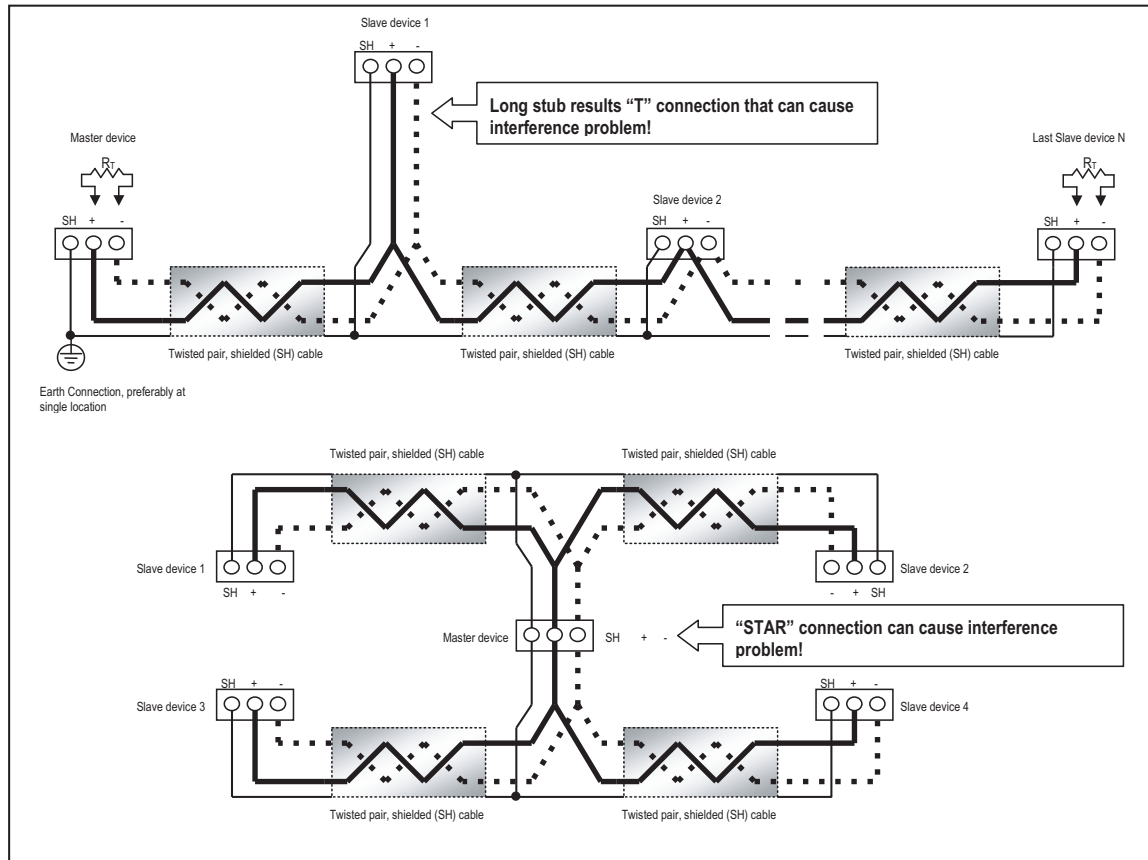 Slave device 1
SH + -
Long stub results “T” connection that can cause
interference problem!
Master device
RT
SH + -
Last Slave device N
RT
SH + -
Slave device 2
SH + -
Twisted pair, shielded (SH) cable
Twisted pair, shielded (SH) cable
Twisted pair, shielded (SH) cable
Earth Connection, preferably at
single location
Twisted pair, shielded (SH) cable
Twisted pair, shielded (SH) cable
Slave device 1
SH + -
Slave device 2
- + SH
Master device
SH + -
“STAR” connection can cause interference
problem!
SH + -
Slave device 3
SH + -
Slave device 4
Twisted pair, shielded (SH) cable
Twisted pair, shielded (SH) cable